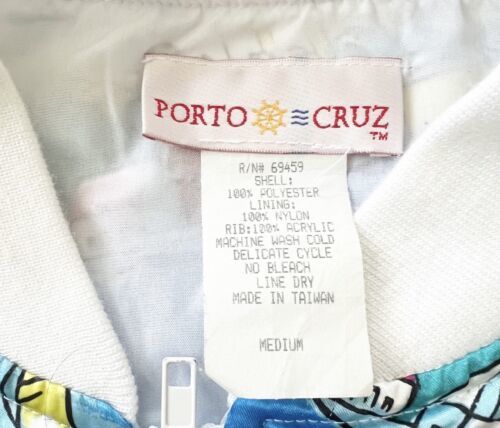 PORTO CRUZ
TM
R/N# 69459
SHELL:
100% POLYESTER
LINING:
100% NYLON
RIB:100% ACRYLIC
MACHINE WASH COLD
DELICATE CYCLE
NO BLEACH
LINE DRY
MADE IN TAIWAN
MEDIUM